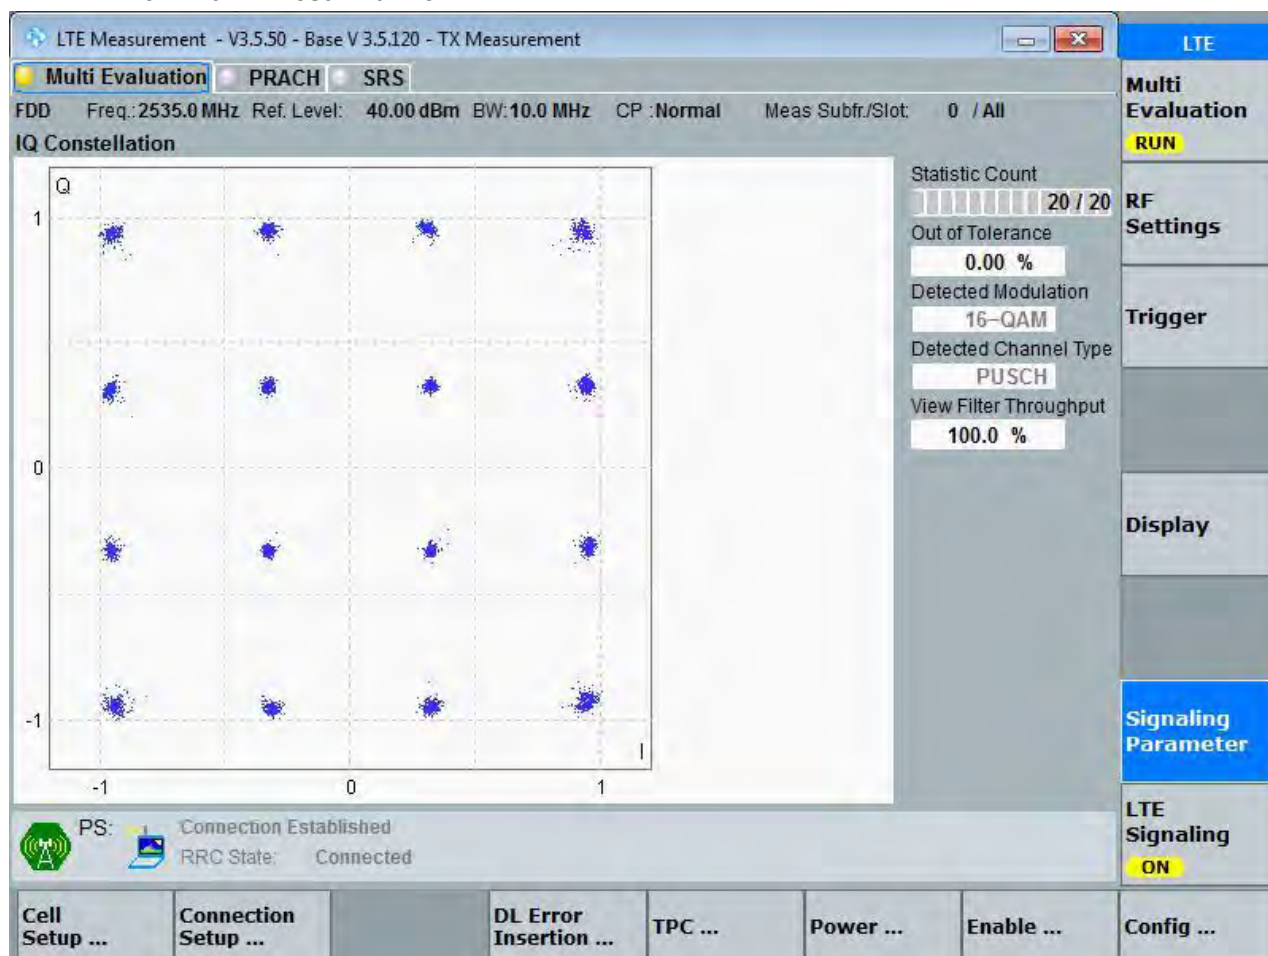 LTE Measurement - V3.5.50 - Base V 3.5.120 - TX Measurement
LTE
Multi Evaluation PRACH SRS
FDD Freq.: 2535.0 MHz Ref. Level: 40.00 dBm BW: 10.0 MHz CP : Normal Meas Subfr./Slot: 0 / All
IQ Constellation
Q
1
0
-1
I
-1 0 1
Statistic Count
20 / 20
Out of Tolerance
0.00 %
Detected Modulation
16-QAM
Detected Channel Type
PUSCH
View Filter Throughput
100.0 %
Multi
Evaluation
RUN
RF
Settings
Trigger
Display
Signaling
Parameter
LTE
Signaling
ON
PS: Connection Established
RRC State: Connected
Cell
Setup ...
Connection
Setup ...
DL Error
Insertion ...
TPC ...
Power ...
Enable ...
Config ...